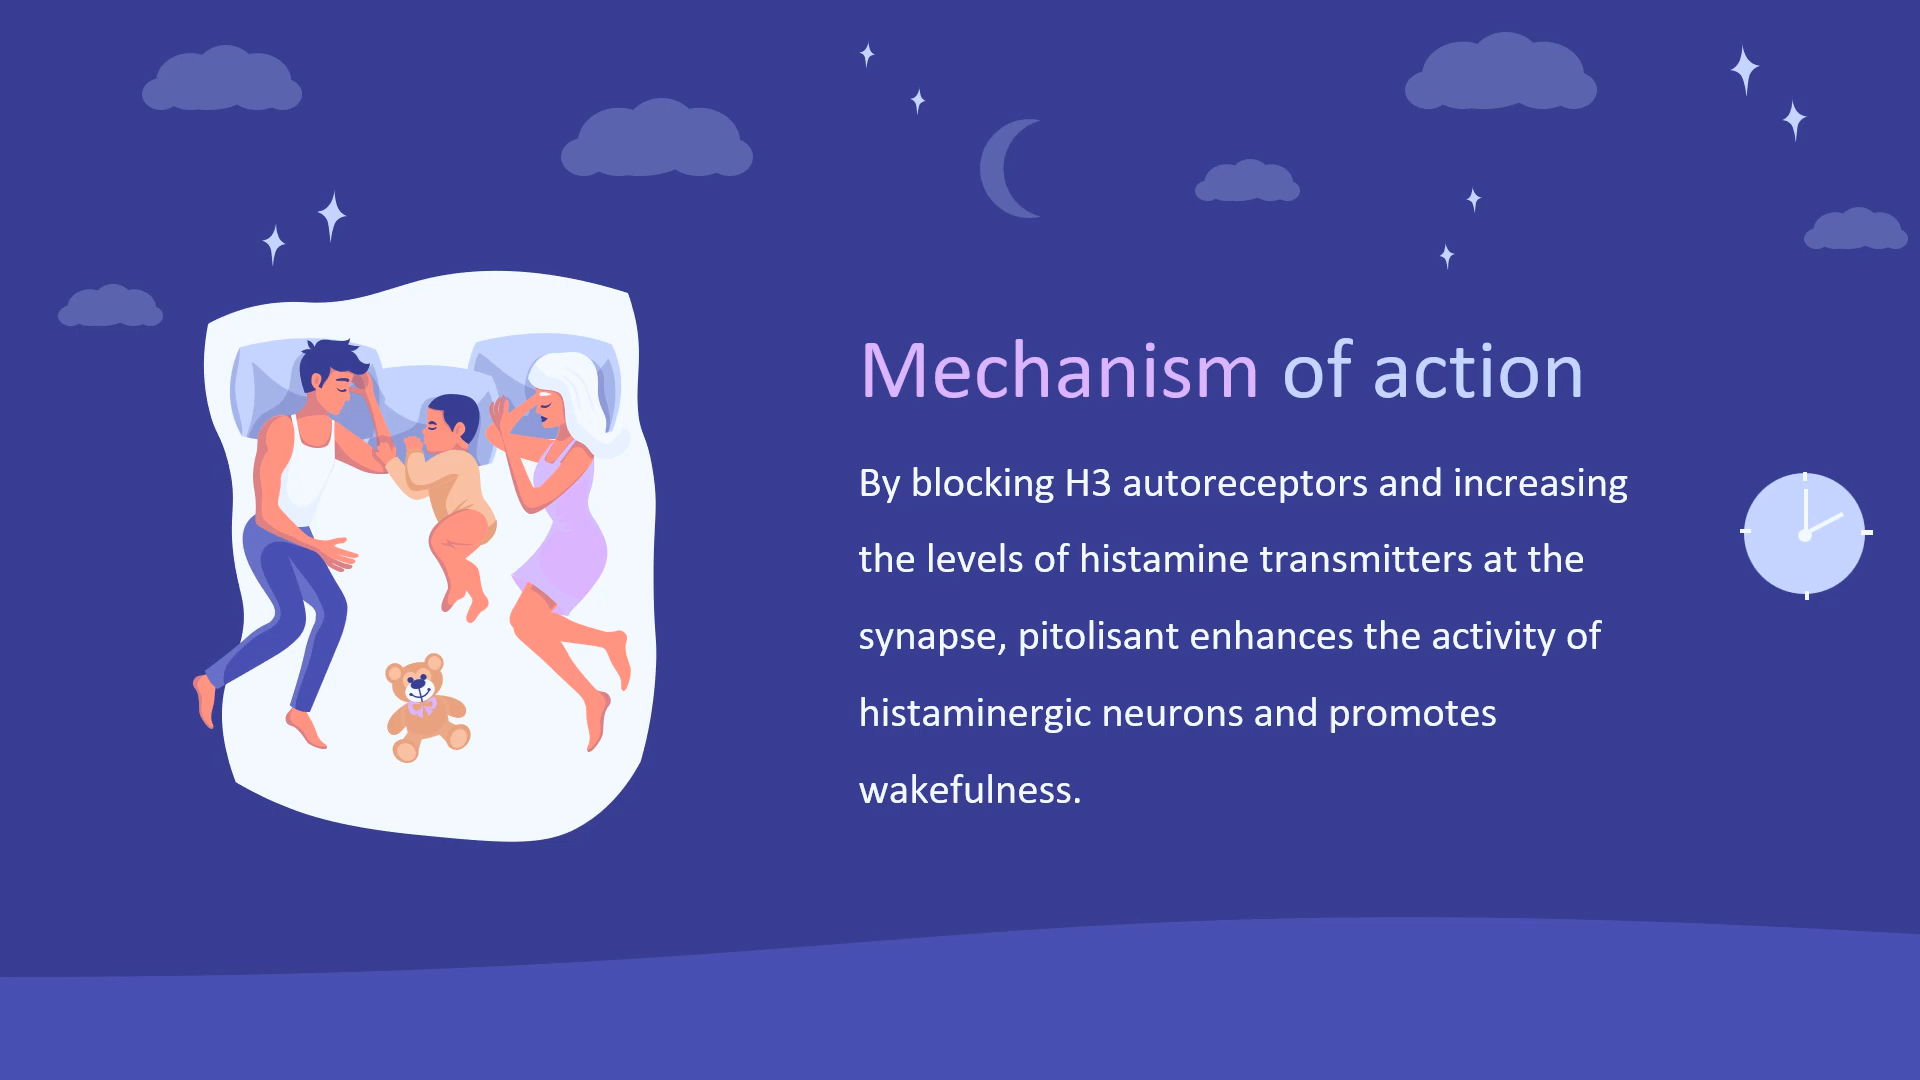 Mechanism of action
By blocking H3 autoreceptors and increasing
the levels of histamine transmitters at the
synapse, pitolisant enhances the activity of
histaminergic neurons and promotes
wakefulness.